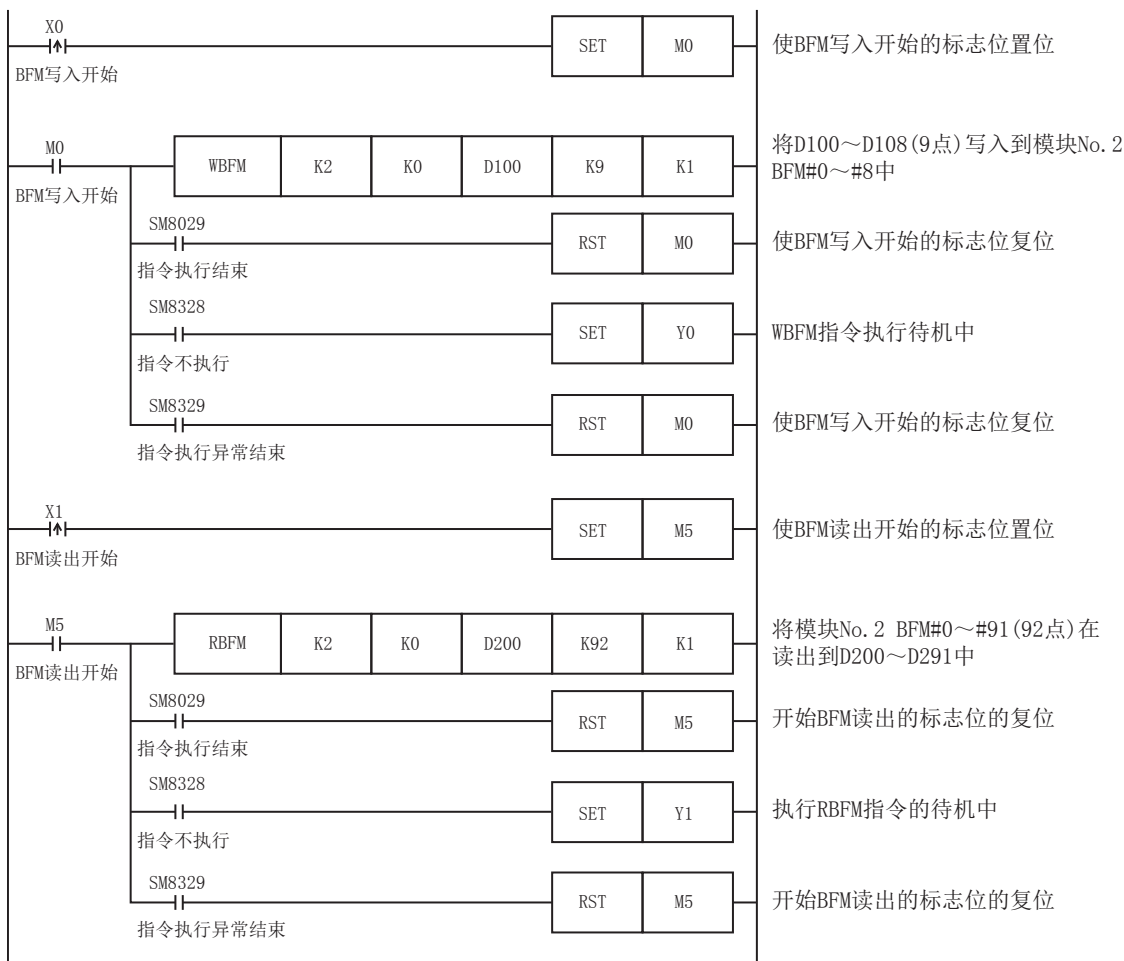 X0
SET M0 使BFM写入开始的标志位置位
BFM写入开始
M0
WBFM K2 K0 D100 K9 K1 将D100～D108(9点)写入到模块No.2
BFM#0～#8中
BFM写入开始
SM8029
RST M0 使BFM写入开始的标志位复位
指令执行结束
SM8328
SET Y0 WBFM指令执行待机中
指令不执行
SM8329
RST M0 使BFM写入开始的标志位复位
指令执行异常结束
X1
SET M5 使BFM读出开始的标志位置位
BFM读出开始
M5
RBFM K2 K0 D200 K92 K1 将模块No.2 BFM#0～#91(92点)在
读出到D200～D291中
BFM读出开始
SM8029
RST M5 开始BFM读出的标志位的复位
指令执行结束
SM8328
SET Y1 执行RBFM指令的待机中
指令不执行
SM8329
RST M5 开始BFM读出的标志位的复位
指令执行异常结束